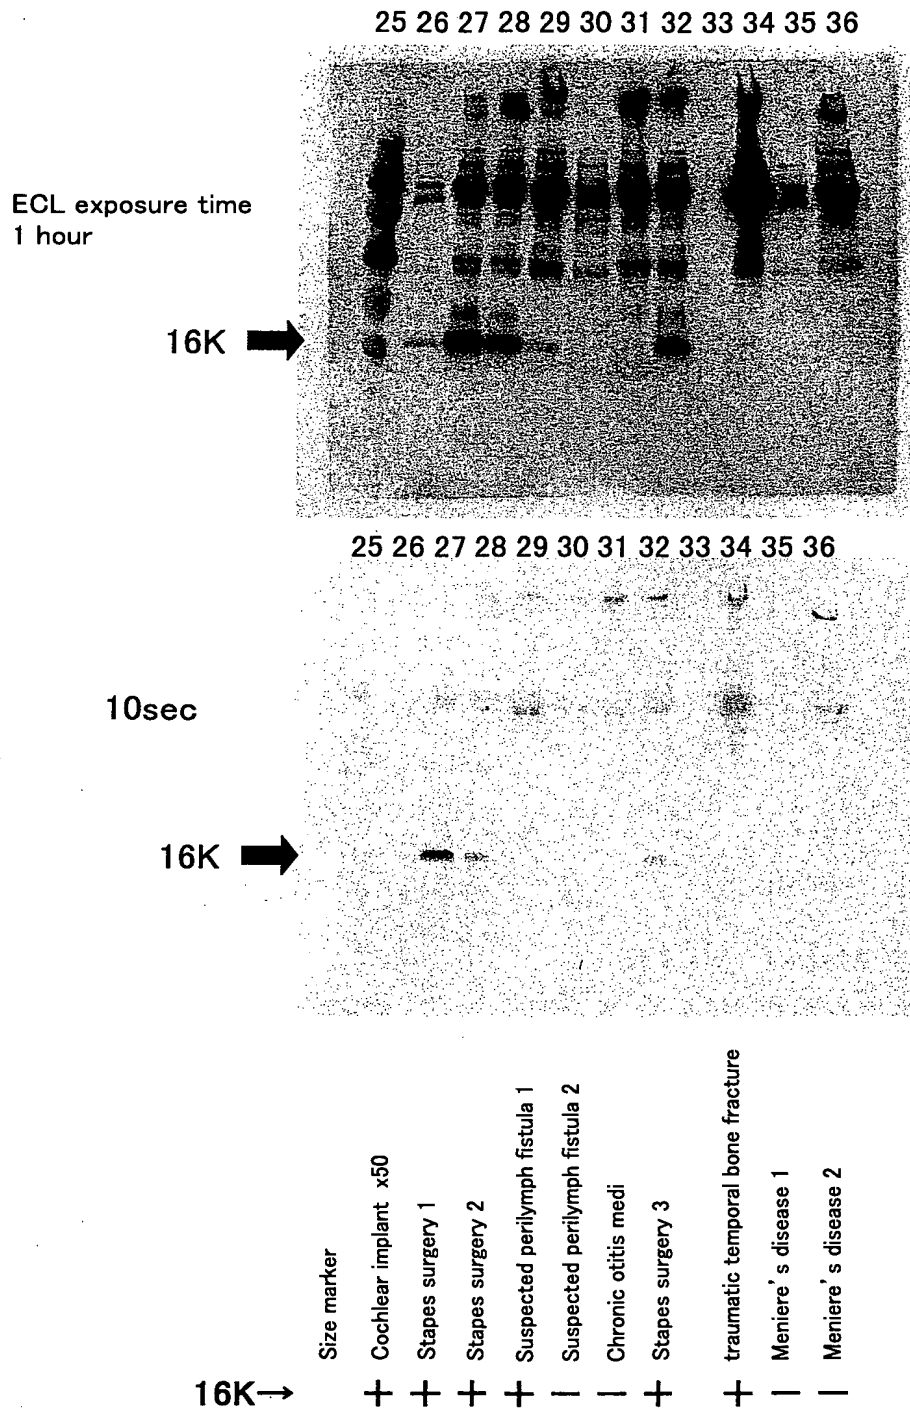 25 26 27 28 29 30 31 32 33 34 35 36
ECL exposure time
1 hour
16K
25 26 27 28 29 30 31 32 33 34 35 36
10sec
16K
Size marker
Cochlear implant x50
Stapes surgery 1
Stapes surgery 2
Suspected perilymph fistula 1
Suspected perilymph fistula 2
Chronic otitis medi
Stapes surgery 3
traumatic temporal bone fracture
Meniere's disease 1
Meniere's disease 2
16K→ + + + + − − + + − −